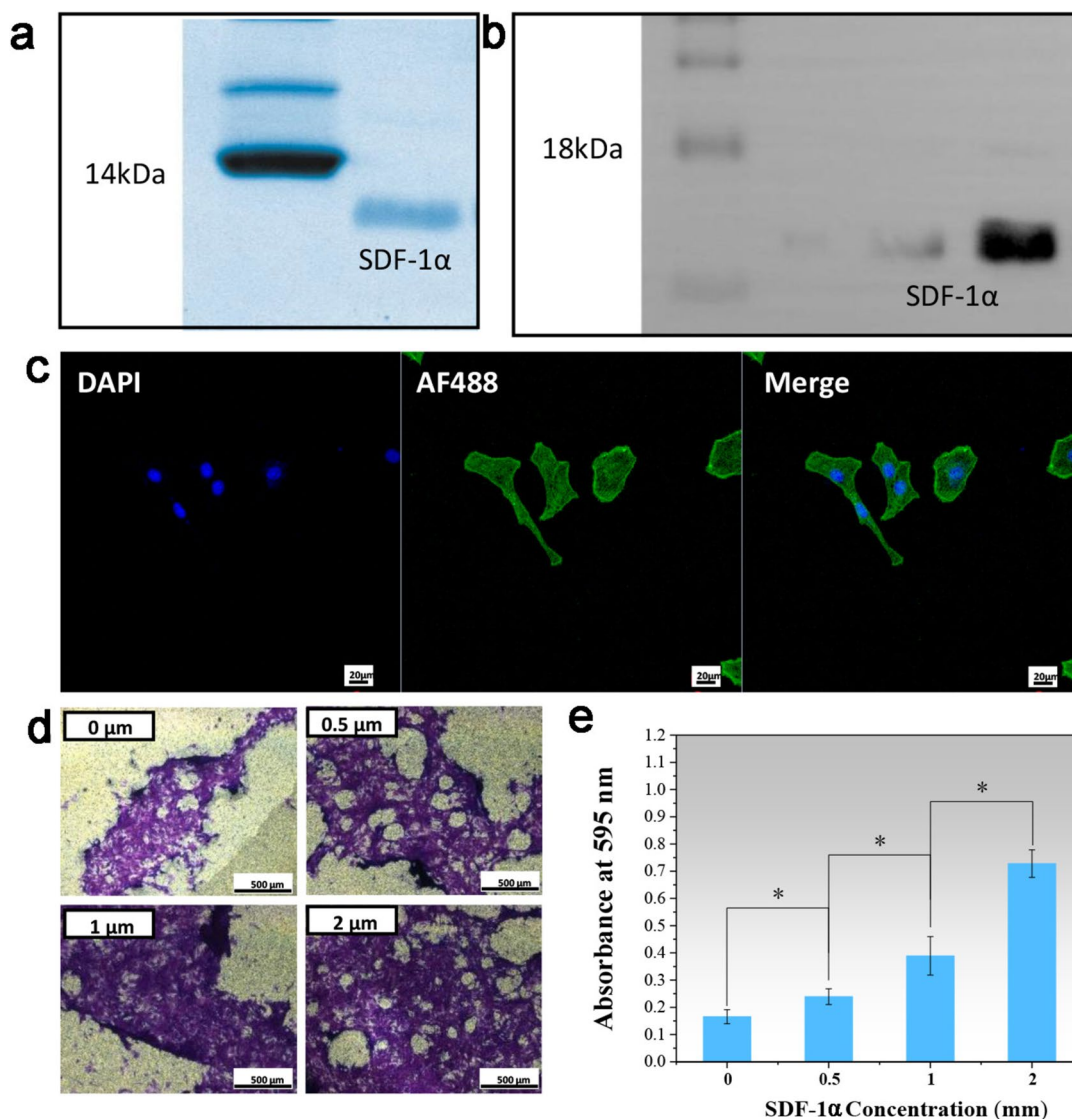 a
14kDa
SDF-1α
b
18kDa
SDF-1α
c
DAPI
AF488
Merge
20μm
20μm
20μm
d
0 μm
0.5 μm
500 μm
500 μm
1 μm
2 μm
500 μm
500 μm
e
Absorbance at 595 nm
1.2
1.1
1.0
0.9
0.8
0.7
0.6
0.5
0.4
0.3
0.2
0.1
0.0
*
*
*
0 0.5 1 2
SDF-1α Concentration (mm)